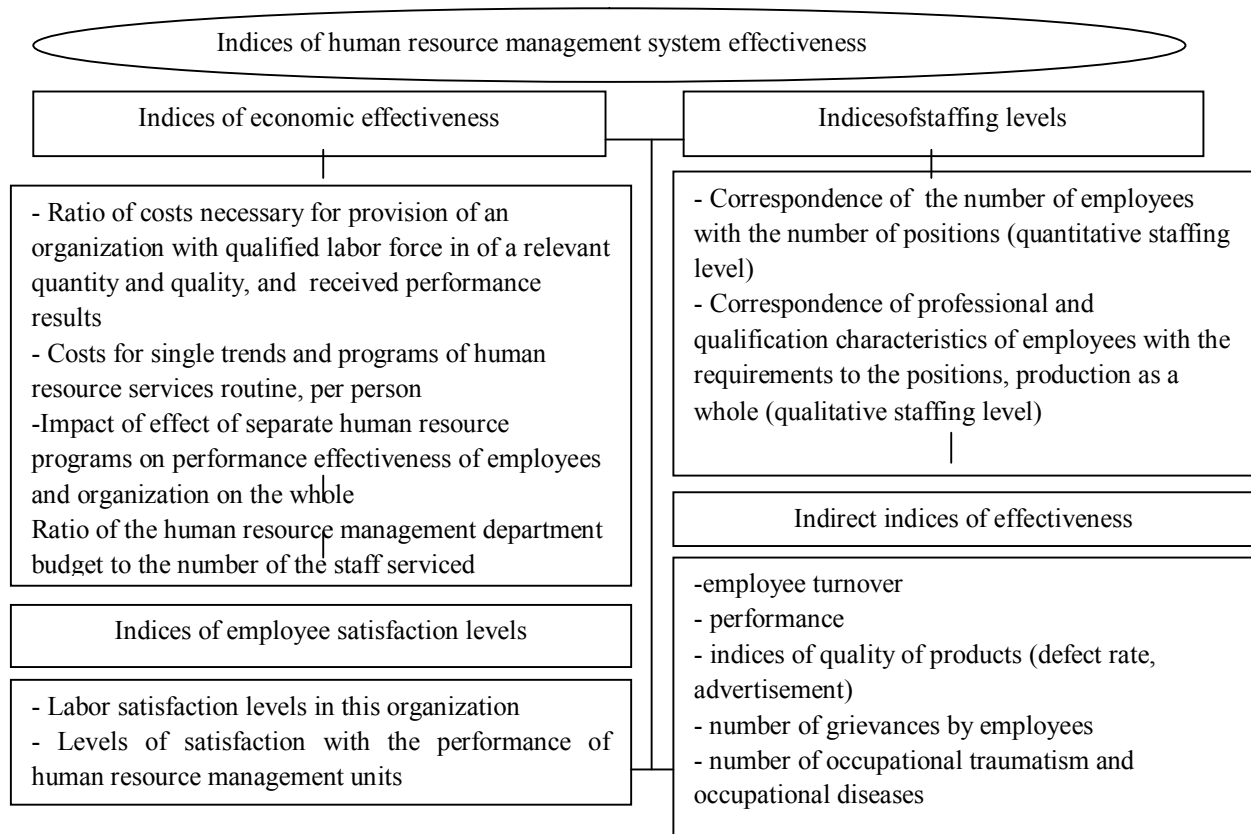 Indices of human resource management system effectiveness
Indices of economic effectiveness
- Ratio of costs necessary for provision of an
organization with qualified labor force in of a relevant
quantity and quality, and received performance
results
- Costs for single trends and programs of human
resource services routine, per person
-Impact of effect of separate human resource
programs on performance effectiveness of employees
and organization on the whole
Ratio of the human resource management department
budget to the number of the staff serviced
Indices of employee satisfaction levels
- Labor satisfaction levels in this organization
- Levels of satisfaction with the performance of
human resource management units
Indicesofstaffing levels
- Correspondence of the number of employees
with the number of positions (quantitative staffing
level)
- Correspondence of professional and
qualification characteristics of employees with the
requirements to the positions, production as a
whole (qualitative staffing level)
Indirect indices of effectiveness
-employee turnover
- performance
- indices of quality of products (defect rate,
advertisement)
- number of grievances by employees
- number of occupational traumatism and
occupational diseases